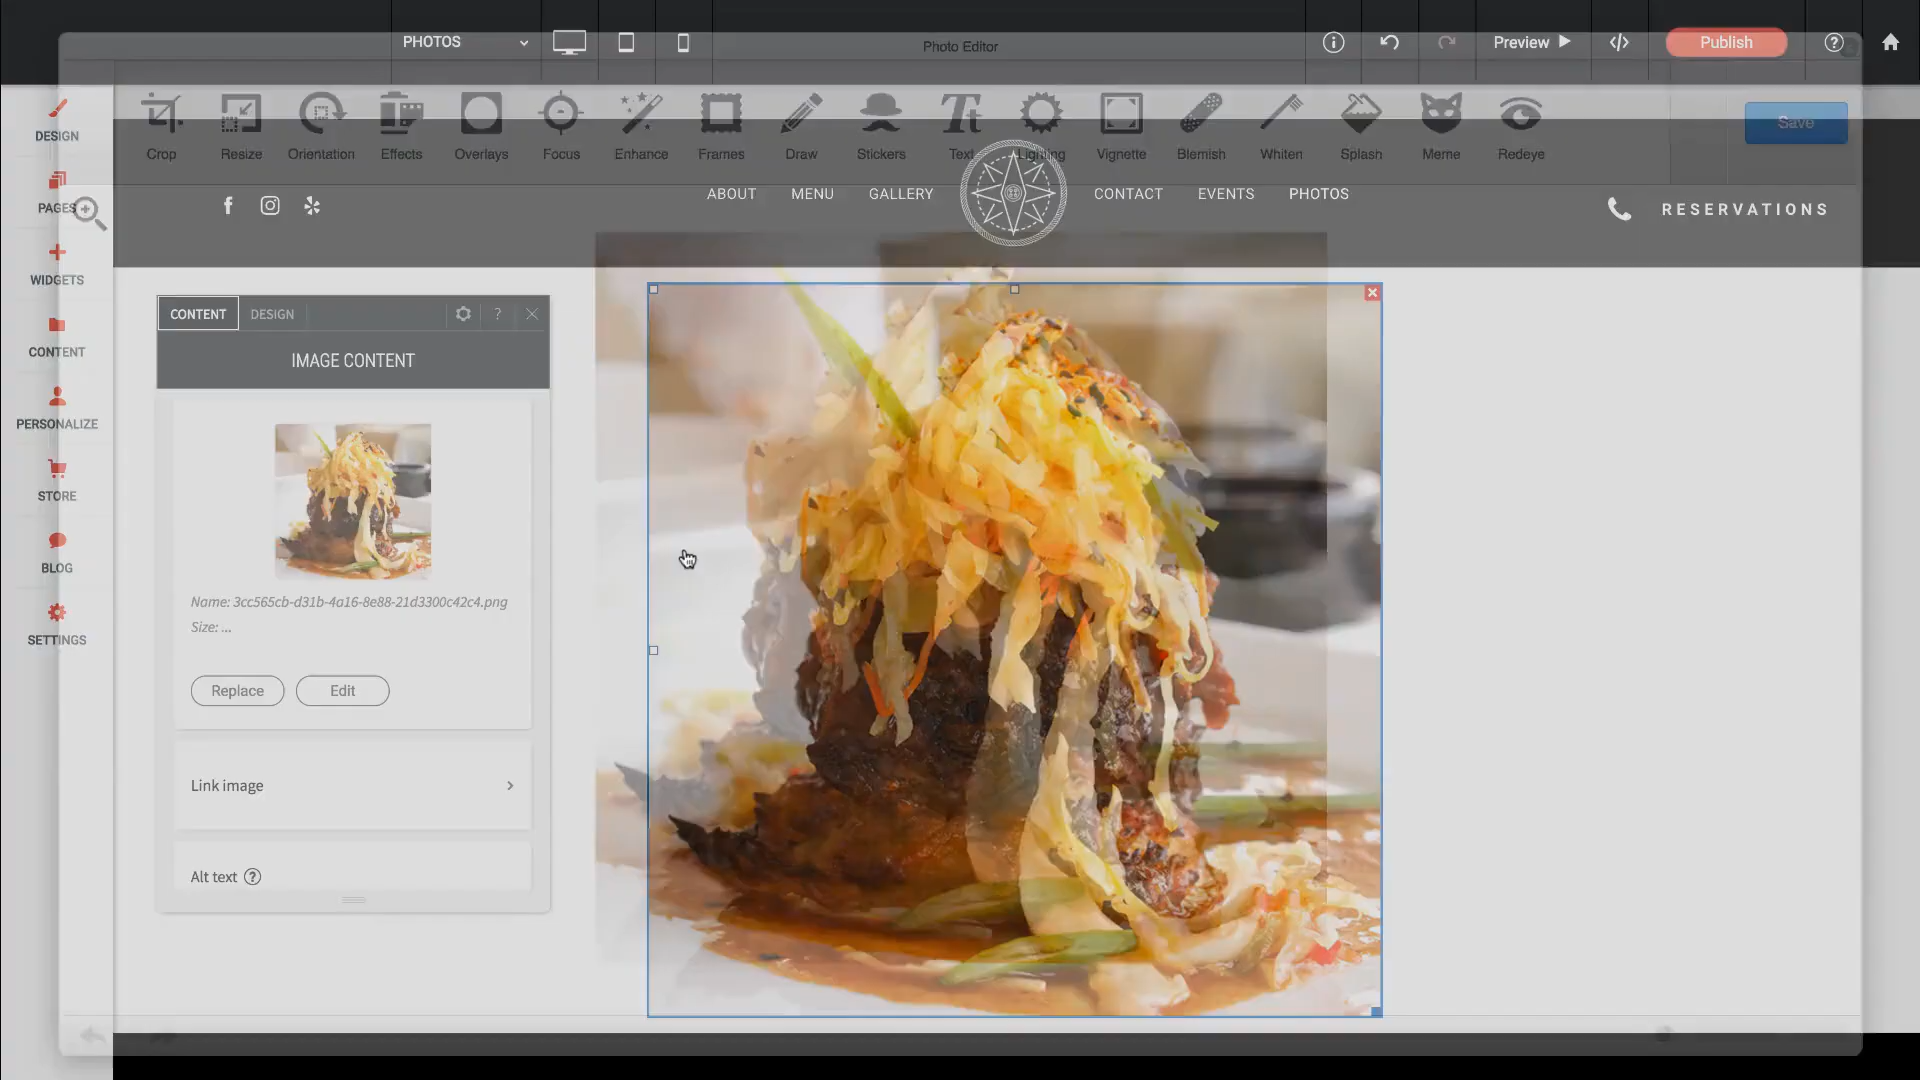 PHOTOS
Photo Editor
Preview
Publish
DESIGN
PAGES
WIDGETS
CONTENT
PERSONALIZE
STORE
BLOG
SETTINGS
Crop
Resize
Orientation
Effects
Overlays
Focus
Enhance
Frames
Draw
Stickers
Text
Lighting
Vignette
Blemish
Whiten
Splash
Meme
Redeye
Save
ABOUT
MENU
GALLERY
CONTACT
EVENTS
PHOTOS
RESERVATIONS
CONTENT
DESIGN
?
IMAGE CONTENT
Name: 3cc565cb-d31b-4a16-8e88-21d3300c42c4.png
Size: ...
Replace
Edit
Link image
Alt text ?